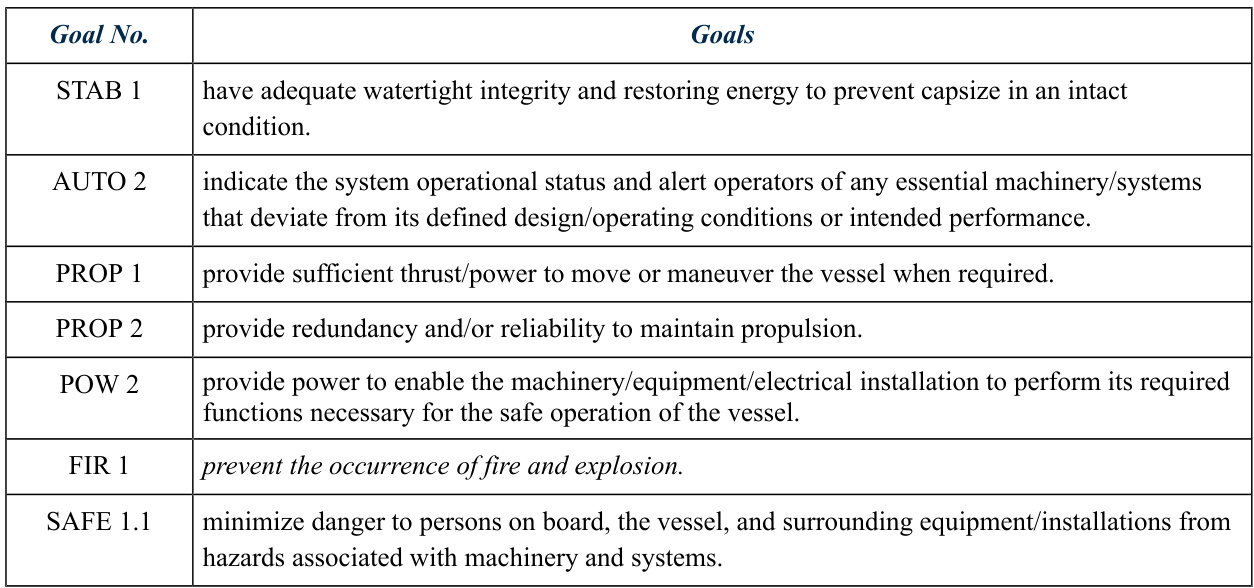 Goal No. Goals
STAB 1 have adequate watertight integrity and restoring energy to prevent capsize in an intact
condition.
AUTO 2 indicate the system operational status and alert operators of any essential machinery/systems
that deviate from its defined design/operating conditions or intended performance.
PROP 1 provide sufficient thrust/power to move or maneuver the vessel when required.
PROP 2 provide redundancy and/or reliability to maintain propulsion.
POW 2 provide power to enable the machinery/equipment/electrical installation to perform its required
functions necessary for the safe operation of the vessel.
FIR 1 prevent the occurrence of fire and explosion.
SAFE 1.1 minimize danger to persons on board, the vessel, and surrounding equipment/installations from
hazards associated with machinery and systems.